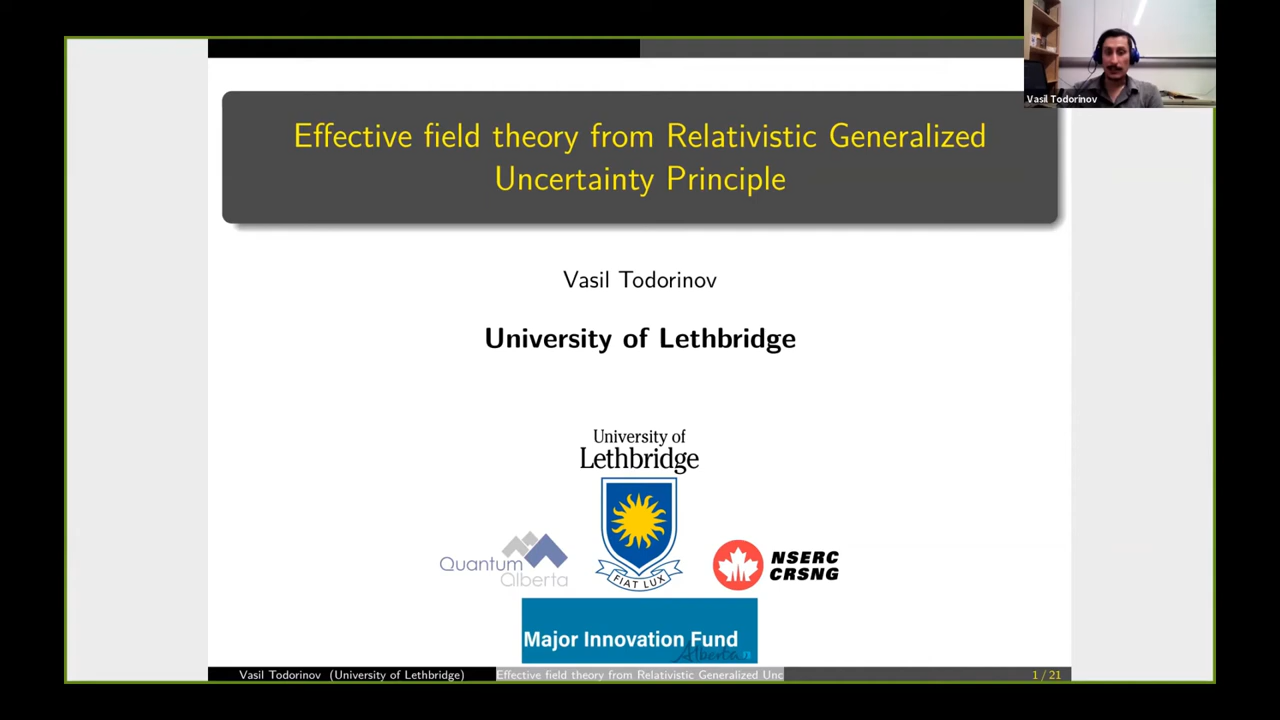 Vasil Todorinov
Effective field theory from Relativistic Generalized
Uncertainty Principle
Vasil Todorinov
University of Lethbridge
University of
Lethbridge
Quantum
Alberta
FIAT LUX
NSERC
CRSNG
Major Innovation Fund
Alberta
Vasil Todorinov (University of Lethbridge)
Effective field theory from Relativistic Generalized Unc
1 / 21